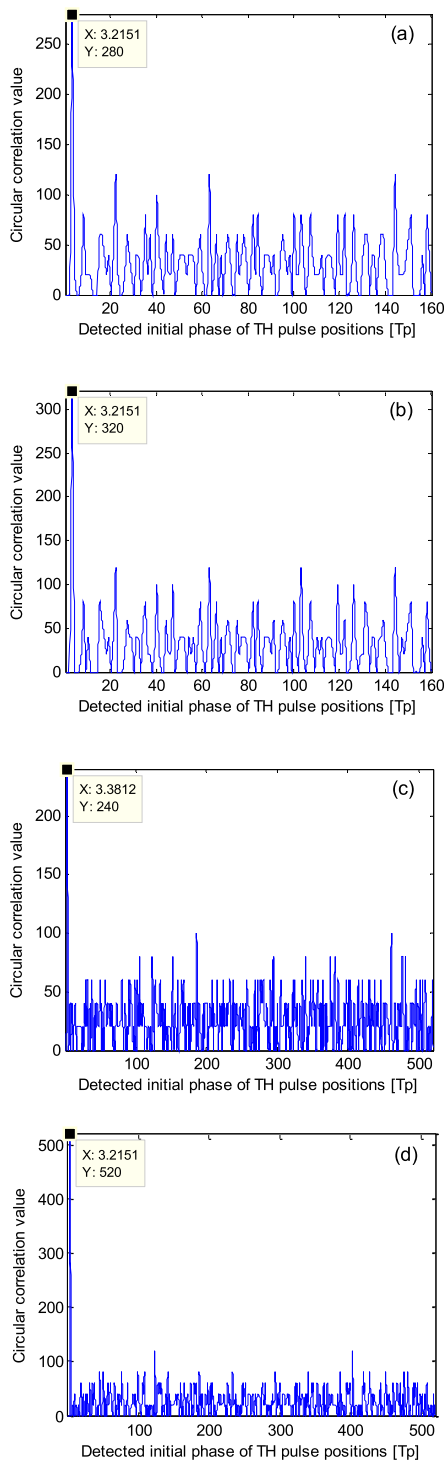 (a)
X: 3.2151
Y: 280
Circular correlation value
250
200
150
100
50
0
20 40 60 80 100 120 140 160
Detected initial phase of TH pulse positions [Tp]
(b)
X: 3.2151
Y: 320
Circular correlation value
300
250
200
150
100
50
0
20 40 60 80 100 120 140 160
Detected initial phase of TH pulse positions [Tp]
(c)
X: 3.3812
Y: 240
Circular correlation value
200
150
100
50
0
100 200 300 400 500
Detected initial phase of TH pulse positions [Tp]
(d)
X: 3.2151
Y: 520
Circular correlation value
500
400
300
200
100
0
100 200 300 400 500
Detected initial phase of TH pulse positions [Tp]